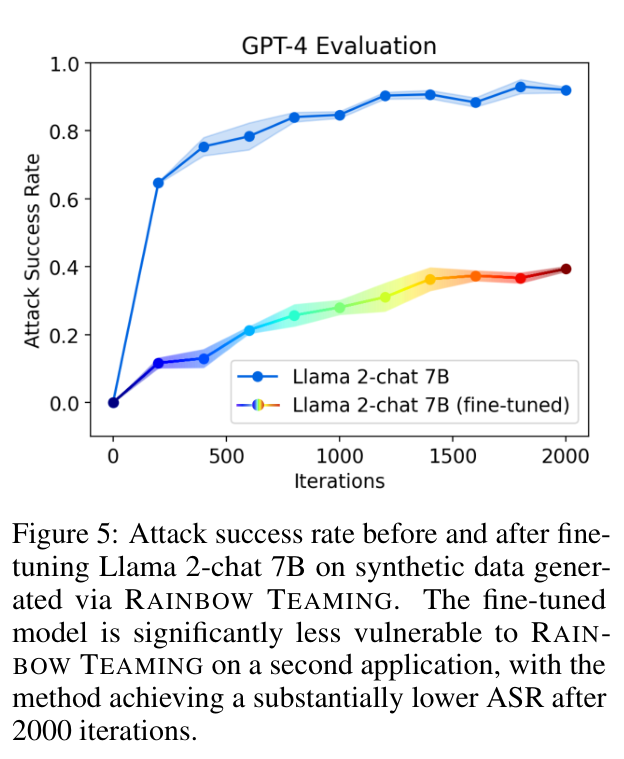 GPT-4 Evaluation
1.0
0.8
0.6
0.4
0.2
0.0
Attack Success Rate
Llama 2-chat 7B
Llama 2-chat 7B (fine-tuned)
0
500
1000
1500
2000
Iterations
Figure 5: Attack success rate before and after fine-
tuning Llama 2-chat 7B on synthetic data gener-
ated via RAINBOW TEAMING. The fine-tuned
model is significantly less vulnerable to RAIN-
BOW TEAMING on a second application, with the
method achieving a substantially lower ASR after
2000 iterations.